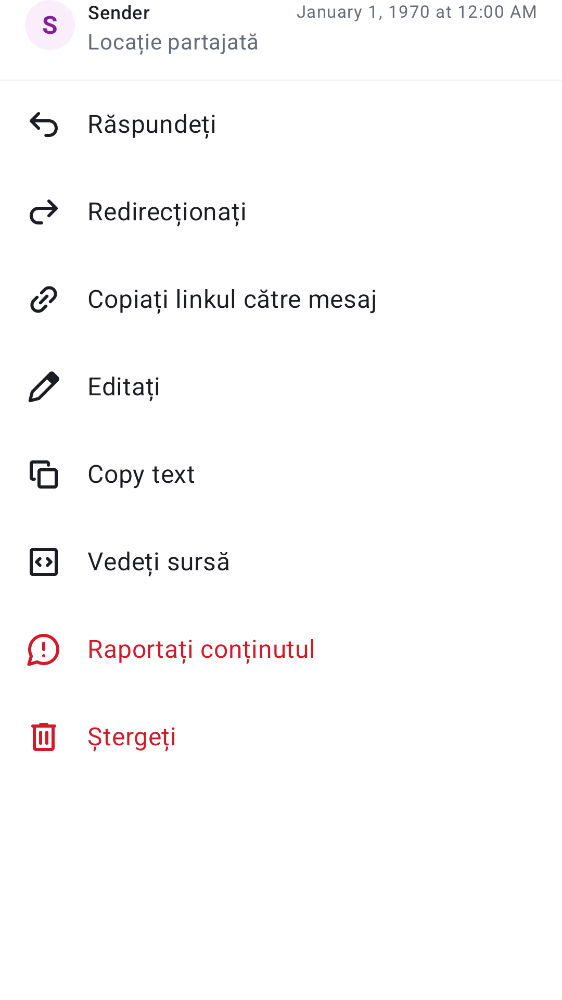 S
Sender
January 1, 1970 at 12:00 AM
Locație partajată
Răspundeți
Redirecționați
Copiați linkul către mesaj
Editați
Copy text
Vedeți sursă
Raportați conținutul
Ștergeți